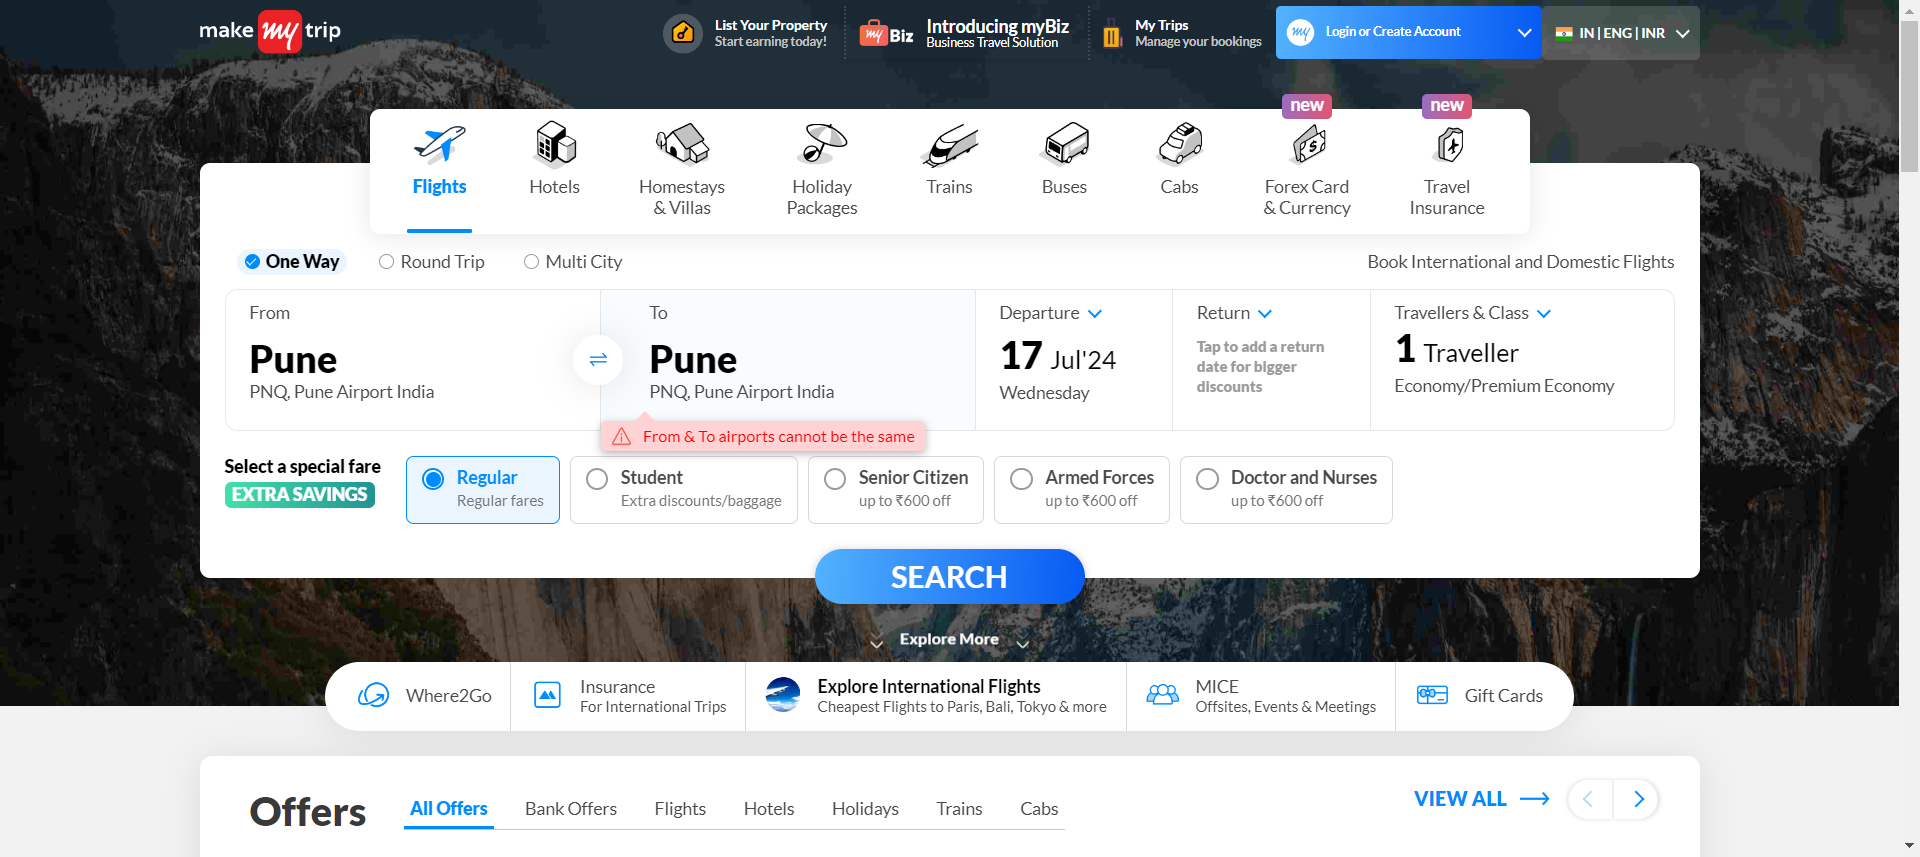 make my trip
List Your Property
Start earning today!
my Biz
Introducing myBiz
Business Travel Solution
My Trips
Manage your bookings
my
Login or Create Account
IN | ENG | INR
new
new
Flights
Hotels
Homestays
& Villas
Holiday
Packages
Trains
Buses
Cabs
Forex Card
& Currency
Travel
Insurance
One Way
Round Trip
Multi City
Book International and Domestic Flights
From
Pune
PNQ, Pune Airport India
To
Pune
PNQ, Pune Airport India
From & To airports cannot be the same
Departure
17 Jul'24
Wednesday
Return
Tap to add a return
date for bigger
discounts
Travellers & Class
1 Traveller
Economy/Premium Economy
Select a special fare
EXTRA SAVINGS
Regular
Regular fares
Student
Extra discounts/baggage
Senior Citizen
up to ₹600 off
Armed Forces
up to ₹600 off
Doctor and Nurses
up to ₹600 off
SEARCH
Explore More
Where2Go
Insurance
For International Trips
Explore International Flights
Cheapest Flights to Paris, Bali, Tokyo & more
MICE
Offsites, Events & Meetings
Gift Cards
Offers
All Offers
Bank Offers
Flights
Hotels
Holidays
Trains
Cabs
VIEW ALL